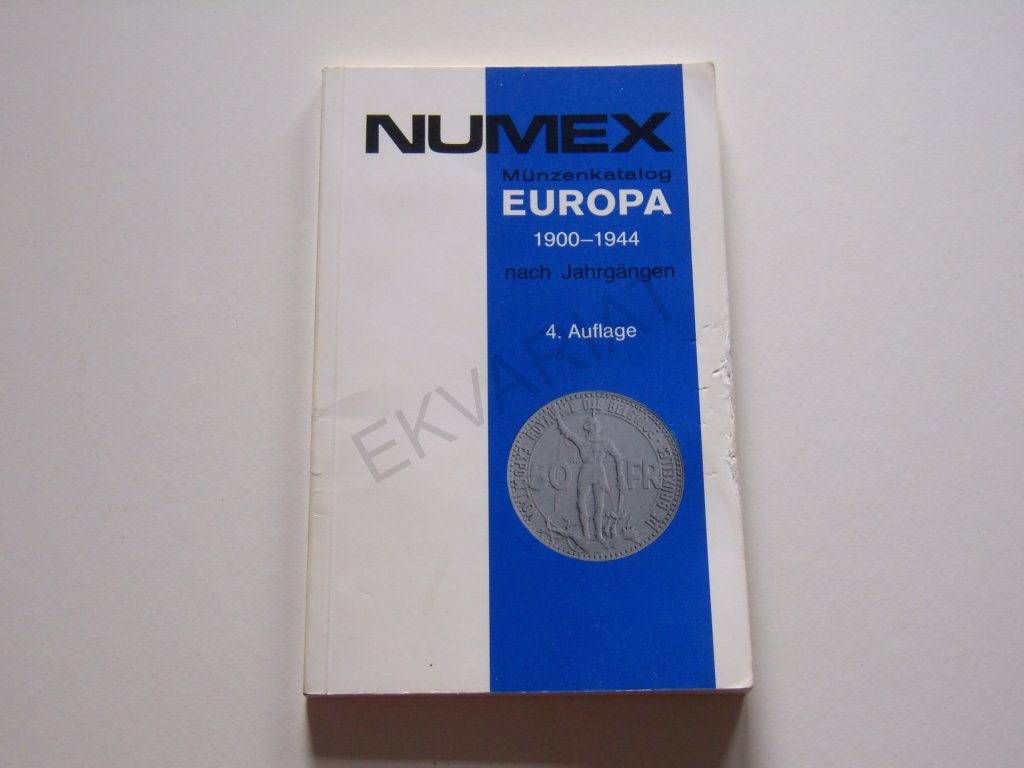 NUMEX
Münzenkatalog
EUROPA
1900–1944
nach Jahrgängen
4. Auflage
50 FR
EKVARIAT